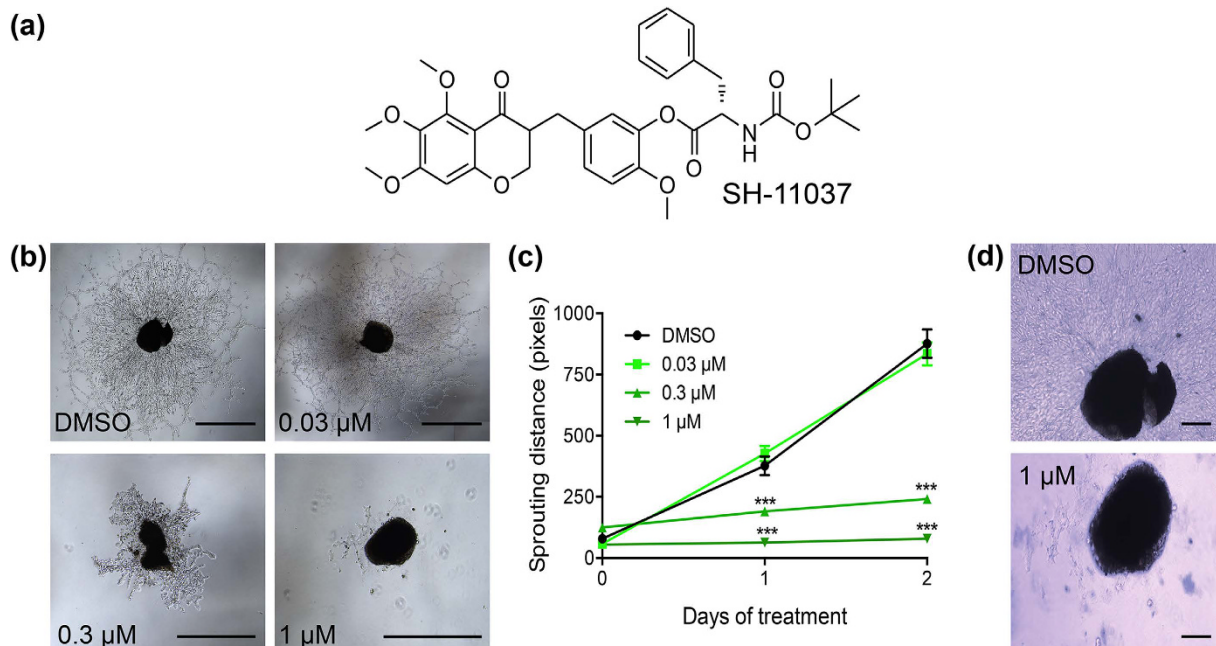 (a)
O
O
O
O
O
O
O
O
O
N
H
O
O
SH-11037
(b)
DMSO
0.03 µM
0.3 µM
1 µM
(c)
Sprouting distance (pixels)
1000
750
500
250
0
DMSO
0.03 µM
0.3 µM
1 µM
***
***
***
***
0
1
2
Days of treatment
(d)
DMSO
1 µM